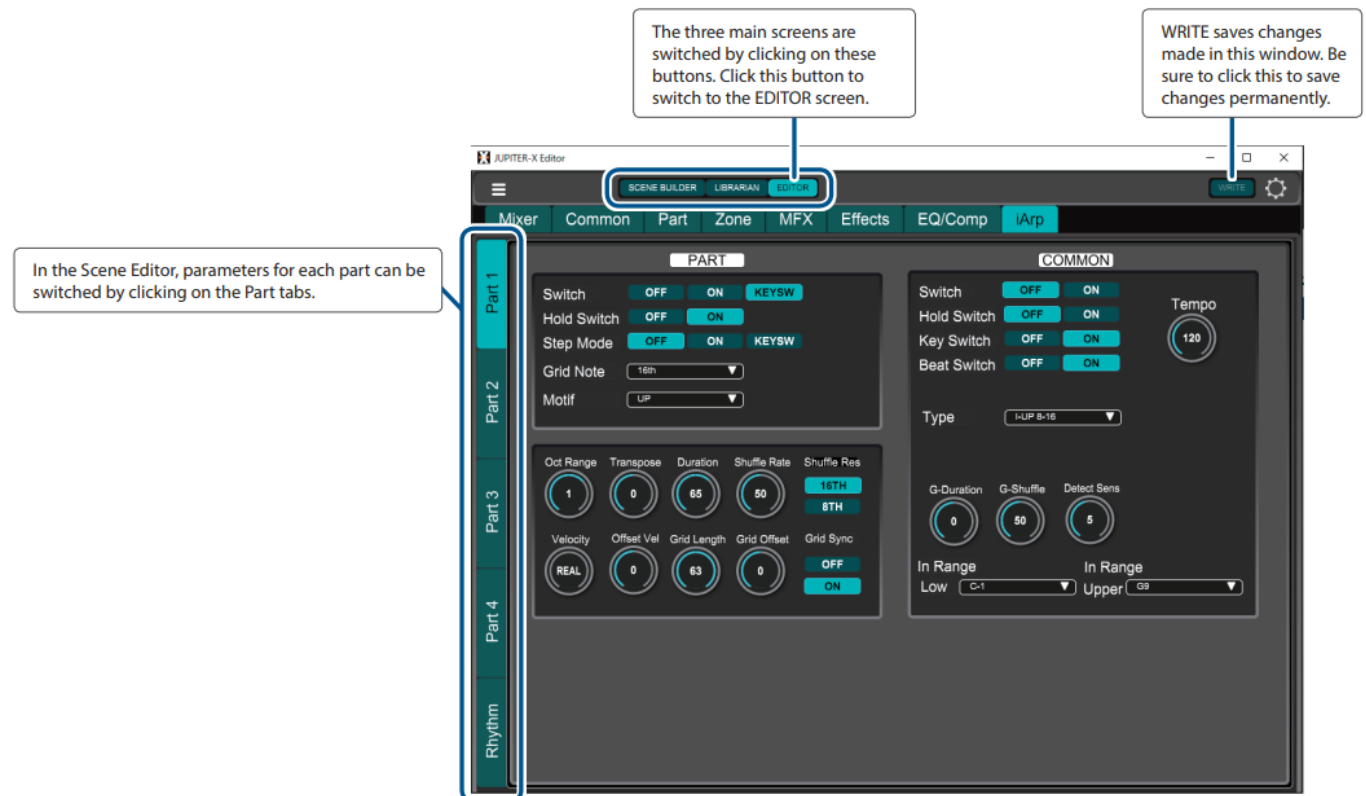 The three main screens are
switched by clicking on these
buttons. Click this button to
switch to the EDITOR screen.
WRITE saves changes
made in this window. Be
sure to click this to save
changes permanently.
In the Scene Editor, parameters for each part can be
switched by clicking on the Part tabs.
JUPITER-X Editor
SCENE BUILDER LIBRARIAN EDITOR
WRITE
Mixer Common Part Zone MFX Effects EQ/Comp iArp
Part 1
Part 2
Part 3
Part 4
Rhythm
PART
Switch OFF ON KEYSW
Hold Switch OFF ON
Step Mode OFF ON KEYSW
Grid Note 16th
Motif UP
Oct Range Transpose Duration Shuffle Rate Shuffle Res
1 0 65 50 16TH
8TH
Velocity Offset Vel Grid Length Grid Offset Grid Sync
REAL 0 63 0 OFF
ON
COMMON
Switch OFF ON
Hold Switch OFF ON
Key Switch OFF ON
Beat Switch OFF ON
Tempo
120
Type I-UP 8-16
G-Duration G-Shuffle Detect Sens
0 50 5
In Range In Range
Low C-1 Upper G9